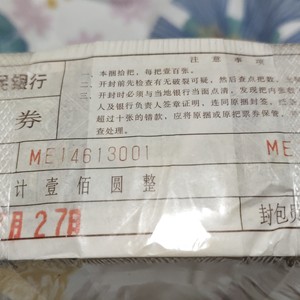 注意事项
一、本捆给把,每把壹百张。
民银行
二、开封前先检查有无破裂可疑,然后查点把数,
三、开封时必须与当地银行当面点清,发现把内张数
券
人及银行负责人签章证明,连同原捆封签,
超过十张的错款,应将原捆或原把票券保管,
查处理。
ME14613001
ME
计壹佰圆整
月27日
封包员